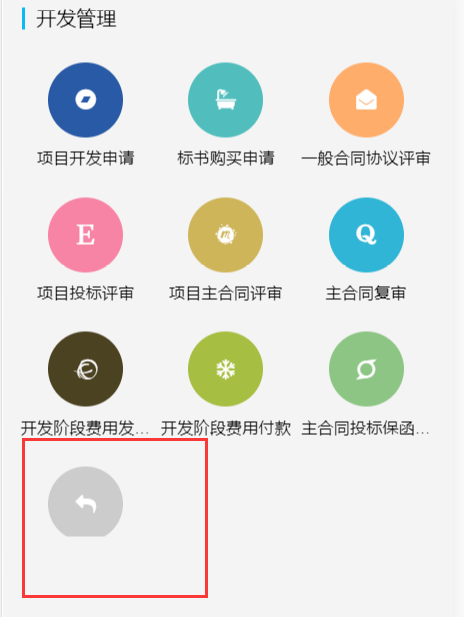 开发管理
项目开发申请
标书购买申请
一般合同协议评审
E
Q
项目投标评审
项目主合同评审
主合同复审
开发阶段费用发...
开发阶段费用付款
主合同投标保函...